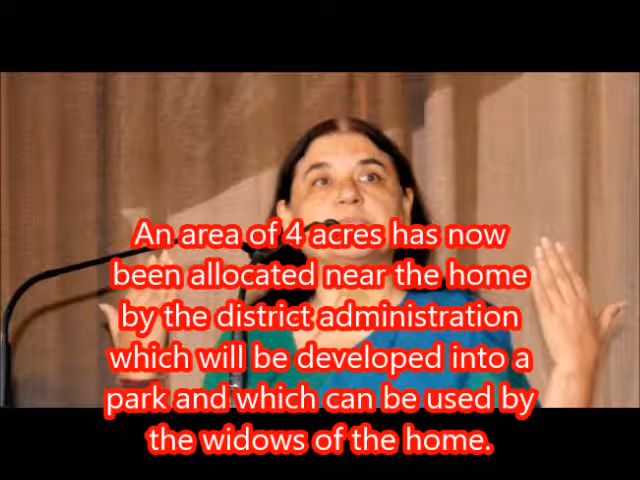 An area of 4 acres has now
been allocated near the home
by the district administration
which will be developed into a
park and which can be used by
the widows of the home.